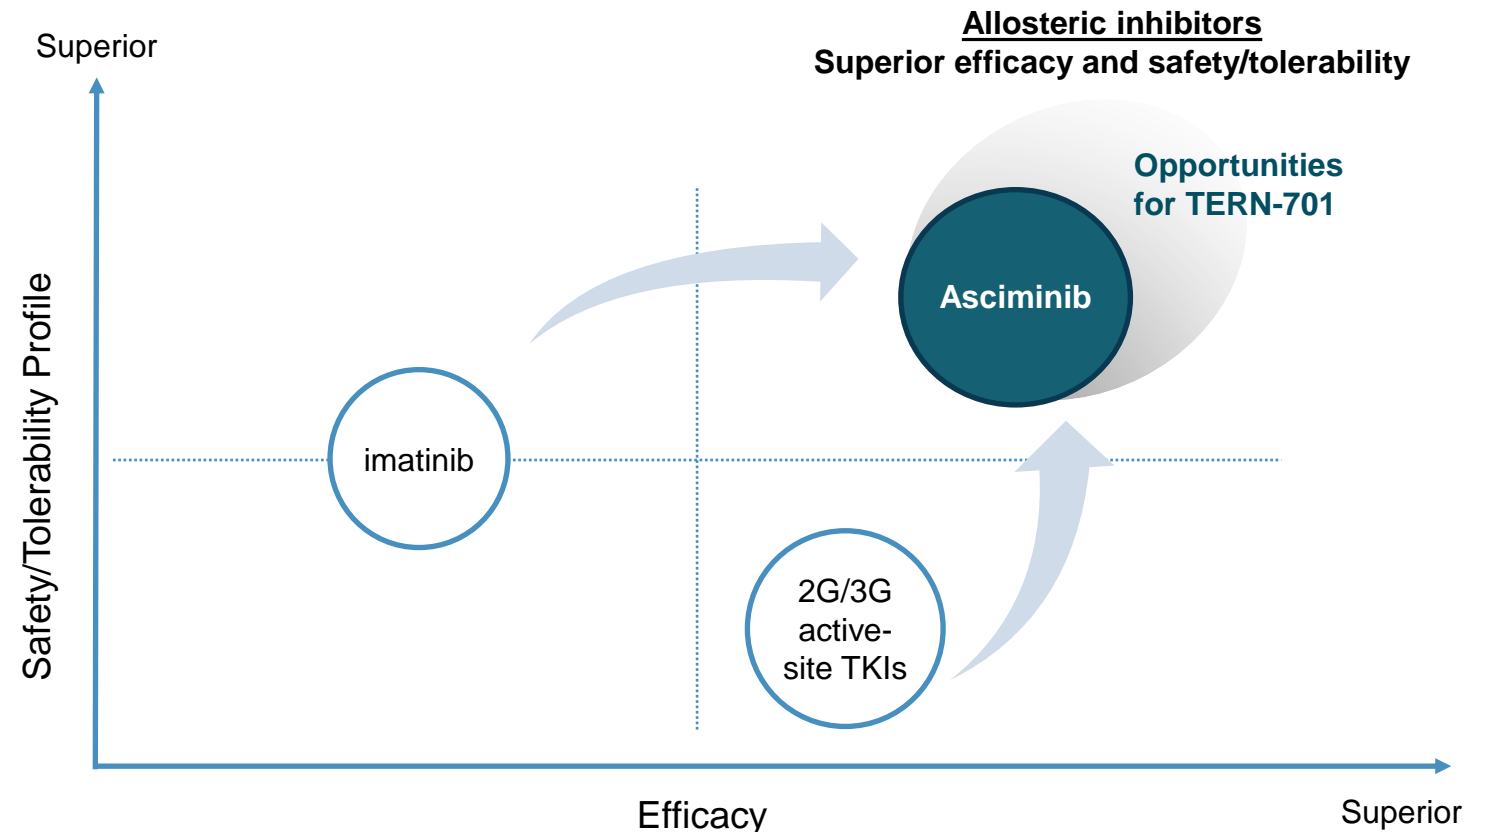 Allosteric inhibitors
Superior efficacy and safety/tolerability
Superior
Opportunities
for TERN-701
Asciminib
Safety/Tolerability Profile
imatinib
2G/3G
active-
site TKIs
Efficacy
Superior